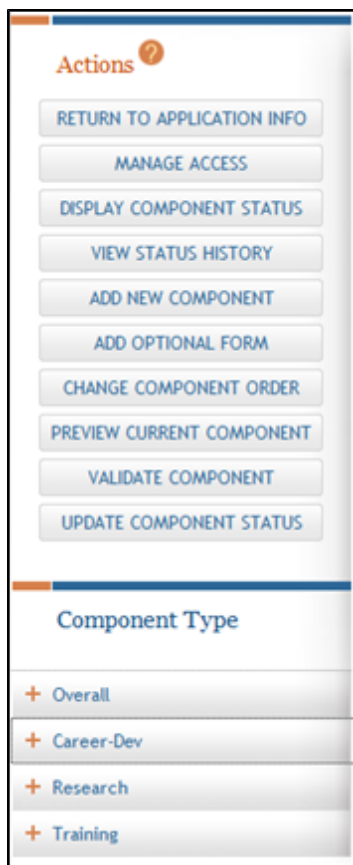 Actions ?
RETURN TO APPLICATION INFO
MANAGE ACCESS
DISPLAY COMPONENT STATUS
VIEW STATUS HISTORY
ADD NEW COMPONENT
ADD OPTIONAL FORM
CHANGE COMPONENT ORDER
PREVIEW CURRENT COMPONENT
VALIDATE COMPONENT
UPDATE COMPONENT STATUS
Component Type
+ Overall
+ Career-Dev
+ Research
+ Training